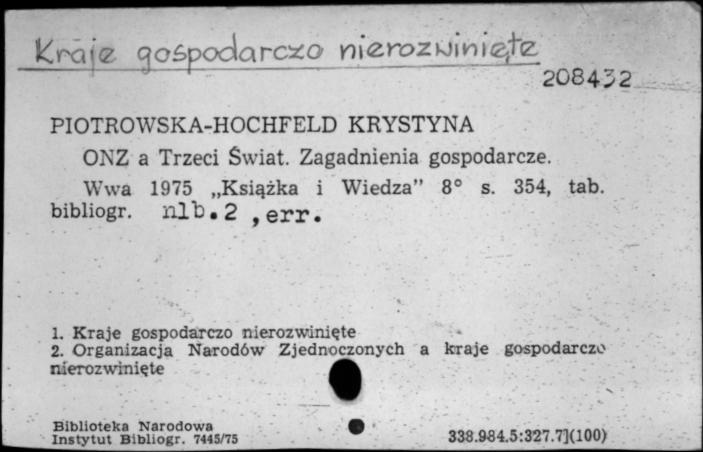 Kraje gospodarczo nierozwinięte
208432
PIOTROWSKA-HOCHFELD KRYSTYNA
ONZ a Trzeci Świat. Zagadnienia gospodarcze.
Wwa 1975 „Książka i Wiedza” 8° s. 354, tab.
bibliogr. nlb.2 ,err.
1. Kraje gospodarczo nierozwinięte
2. Organizacja Narodów Zjednoczonych a kraje gospodarczo
nierozwinięte
Biblioteka Narodowa
Instytut Bibliogr. 7445/75
338.984.5:327.7](100)